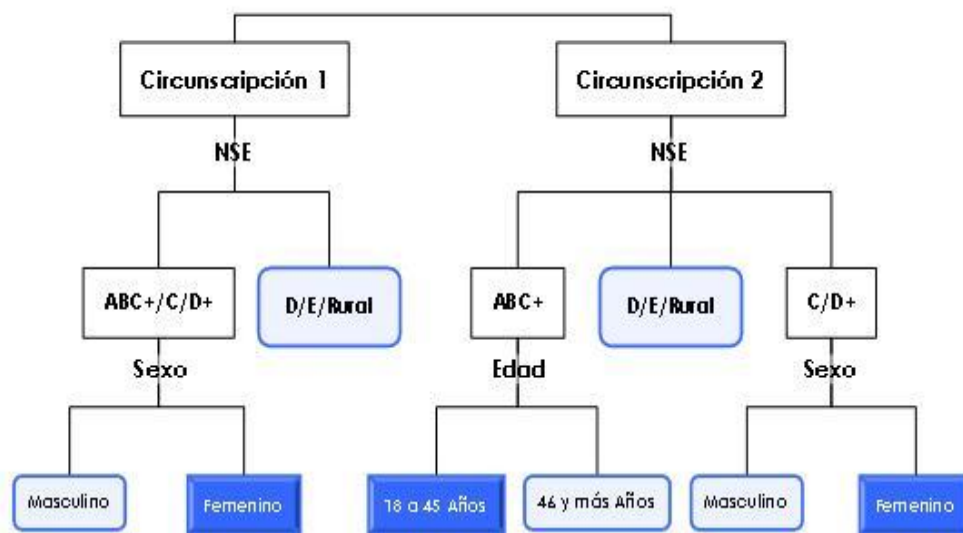 Circunscripción 1
Circunscripción 2
NSE
NSE
ABC+/C/D+
D/E/Rural
ABC+
D/E/Rural
C/D+
Sexo
Edad
Sexo
Masculino
Femenino
18 a 45 Años
46 y más Años
Masculino
Femenino